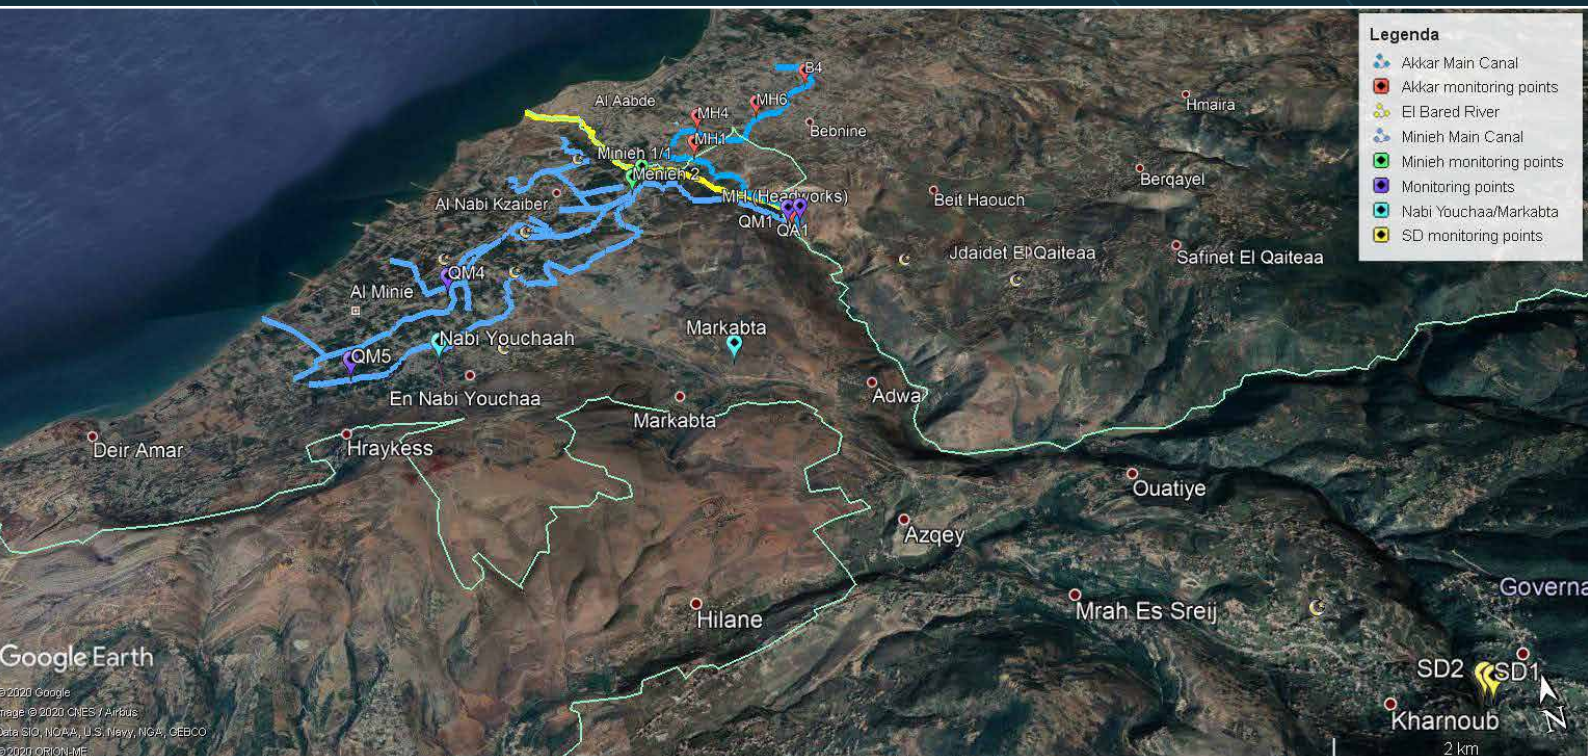 Legenda
Akkar Main Canal
Akkar monitoring points
El Bared River
Minieh Main Canal
Minieh monitoring points
Monitoring points
Nabi Youchaa/Markabta
SD monitoring points
B4
Al Aabde
MH6
Hmaira
MH4
Bebnine
MH1
Minieh 1/1
Menieh 2
Berqayel
MH (Headworks)
Beit Haouch
Al Nabi Kzaiber
QM1
QA1
Jdaidet El Qaiteaa
Safinet El Qaiteaa
QM4
Al Minie
Nabi Youchaah
Markabta
QM5
En Nabi Youchaa
Adwa
Markabta
Deir Amar
Hraykess
Ouatiye
Azqey
Governa
Hilane
Mrah Es Sreij
Google Earth
SD2
SD1
© 2020 Google
mage © 2020 CNES / Airbus
Data SIO, NOAA, U.S. Navy, NGA, GEBCO
© 2020 ORION-ME
Kharnoub
N
2 km